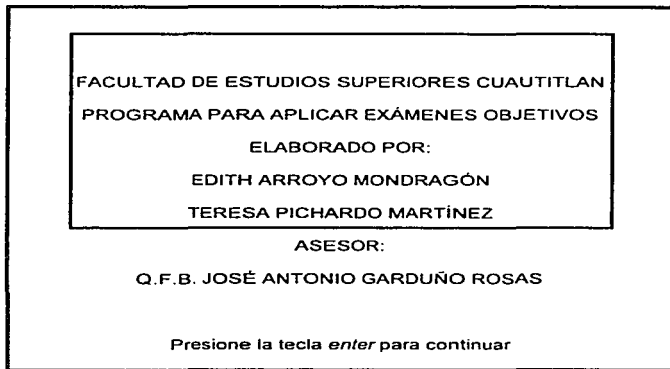 FACULTAD DE ESTUDIOS SUPERIORES CUAUTITLAN
PROGRAMA PARA APLICAR EXÁMENES OBJETIVOS
ELABORADO POR:
EDITH ARROYO MONDRAGÓN
TERESA PICHARDO MARTÍNEZ
ASESOR:
Q.F.B. JOSÉ ANTONIO GARDUÑO ROSAS
Presione la tecla enter para continuar